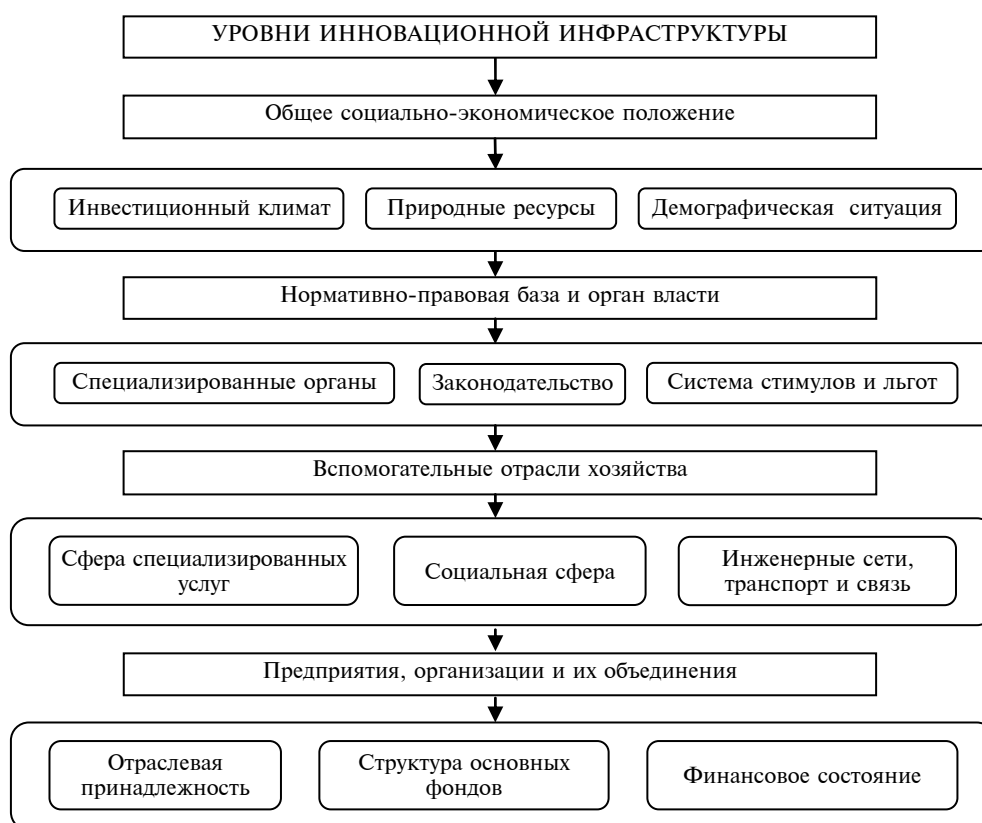 УРОВНИ ИННОВАЦИОННОЙ ИНФРАСТРУКТУРЫ
Общее социально-экономическое положение
Инвестиционный климат
Природные ресурсы
Демографическая ситуация
Нормативно-правовая база и орган власти
Специализированные органы
Законодательство
Система стимулов и льгот
Вспомогательные отрасли хозяйства
Сфера специализированных
услуг
Социальная сфера
Инженерные сети,
транспорт и связь
Предприятия, организации и их объединения
Отраслевая
принадлежность
Структура основных
фондов
Финансовое состояние